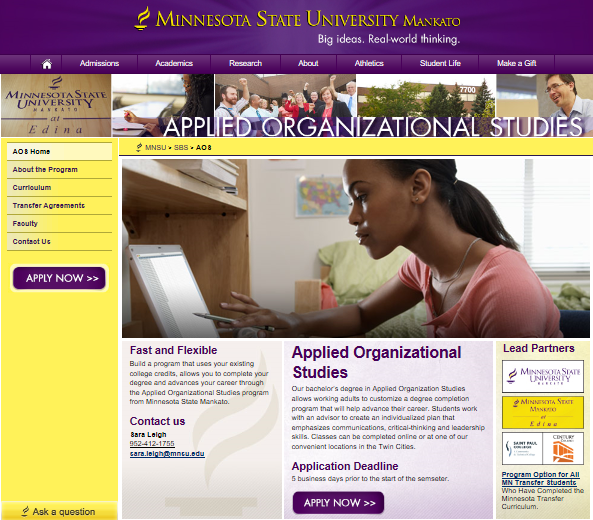 MINNESOTA STATE UNIVERSITY MANKATO
Big ideas. Real-world thinking.
Admissions
Academics
Research
About
Athletics
Student Life
Make a Gift
MINNESOTA STATE
UNIVERSITY
MANKATO
at
Edina
7700
APPLIED ORGANIZATIONAL STUDIES
MNSU > SBS > AOS
AOS Home
About the Program
Curriculum
Transfer Agreements
Faculty
Contact Us
APPLY NOW >>
Ask a question
Fast and Flexible
Build a program that uses your existing
college credits, allows you to complete your
degree and advances your career through
the Applied Organizational Studies program
from Minnesota State Mankato.
Contact us
Sara Leigh
952-412-1755
sara.leigh@mnsu.edu
Applied Organizational
Studies
Our bachelor's degree in Applied Organization Studies
allows working adults to customize a degree completion
program that will help advance their career. Students work
with an advisor to create an individualized plan that
emphasizes communications, critical-thinking and leadership
skills. Classes can be completed online or at one of our
convenient locations in the Twin Cities.
Application Deadline
5 business days prior to the start of the semseter.
APPLY NOW >>
Lead Partners
MINNESOTA STATE
UNIVERSITY
MANKATO
MINNESOTA STATE
MANKATO
at
Edina
SAINT PAUL
COLLEGE
CENTURY
COLLEGE
Program Option for All
MN Transfer Students
Who Have Completed the
Minnesota Transfer
Curriculum.